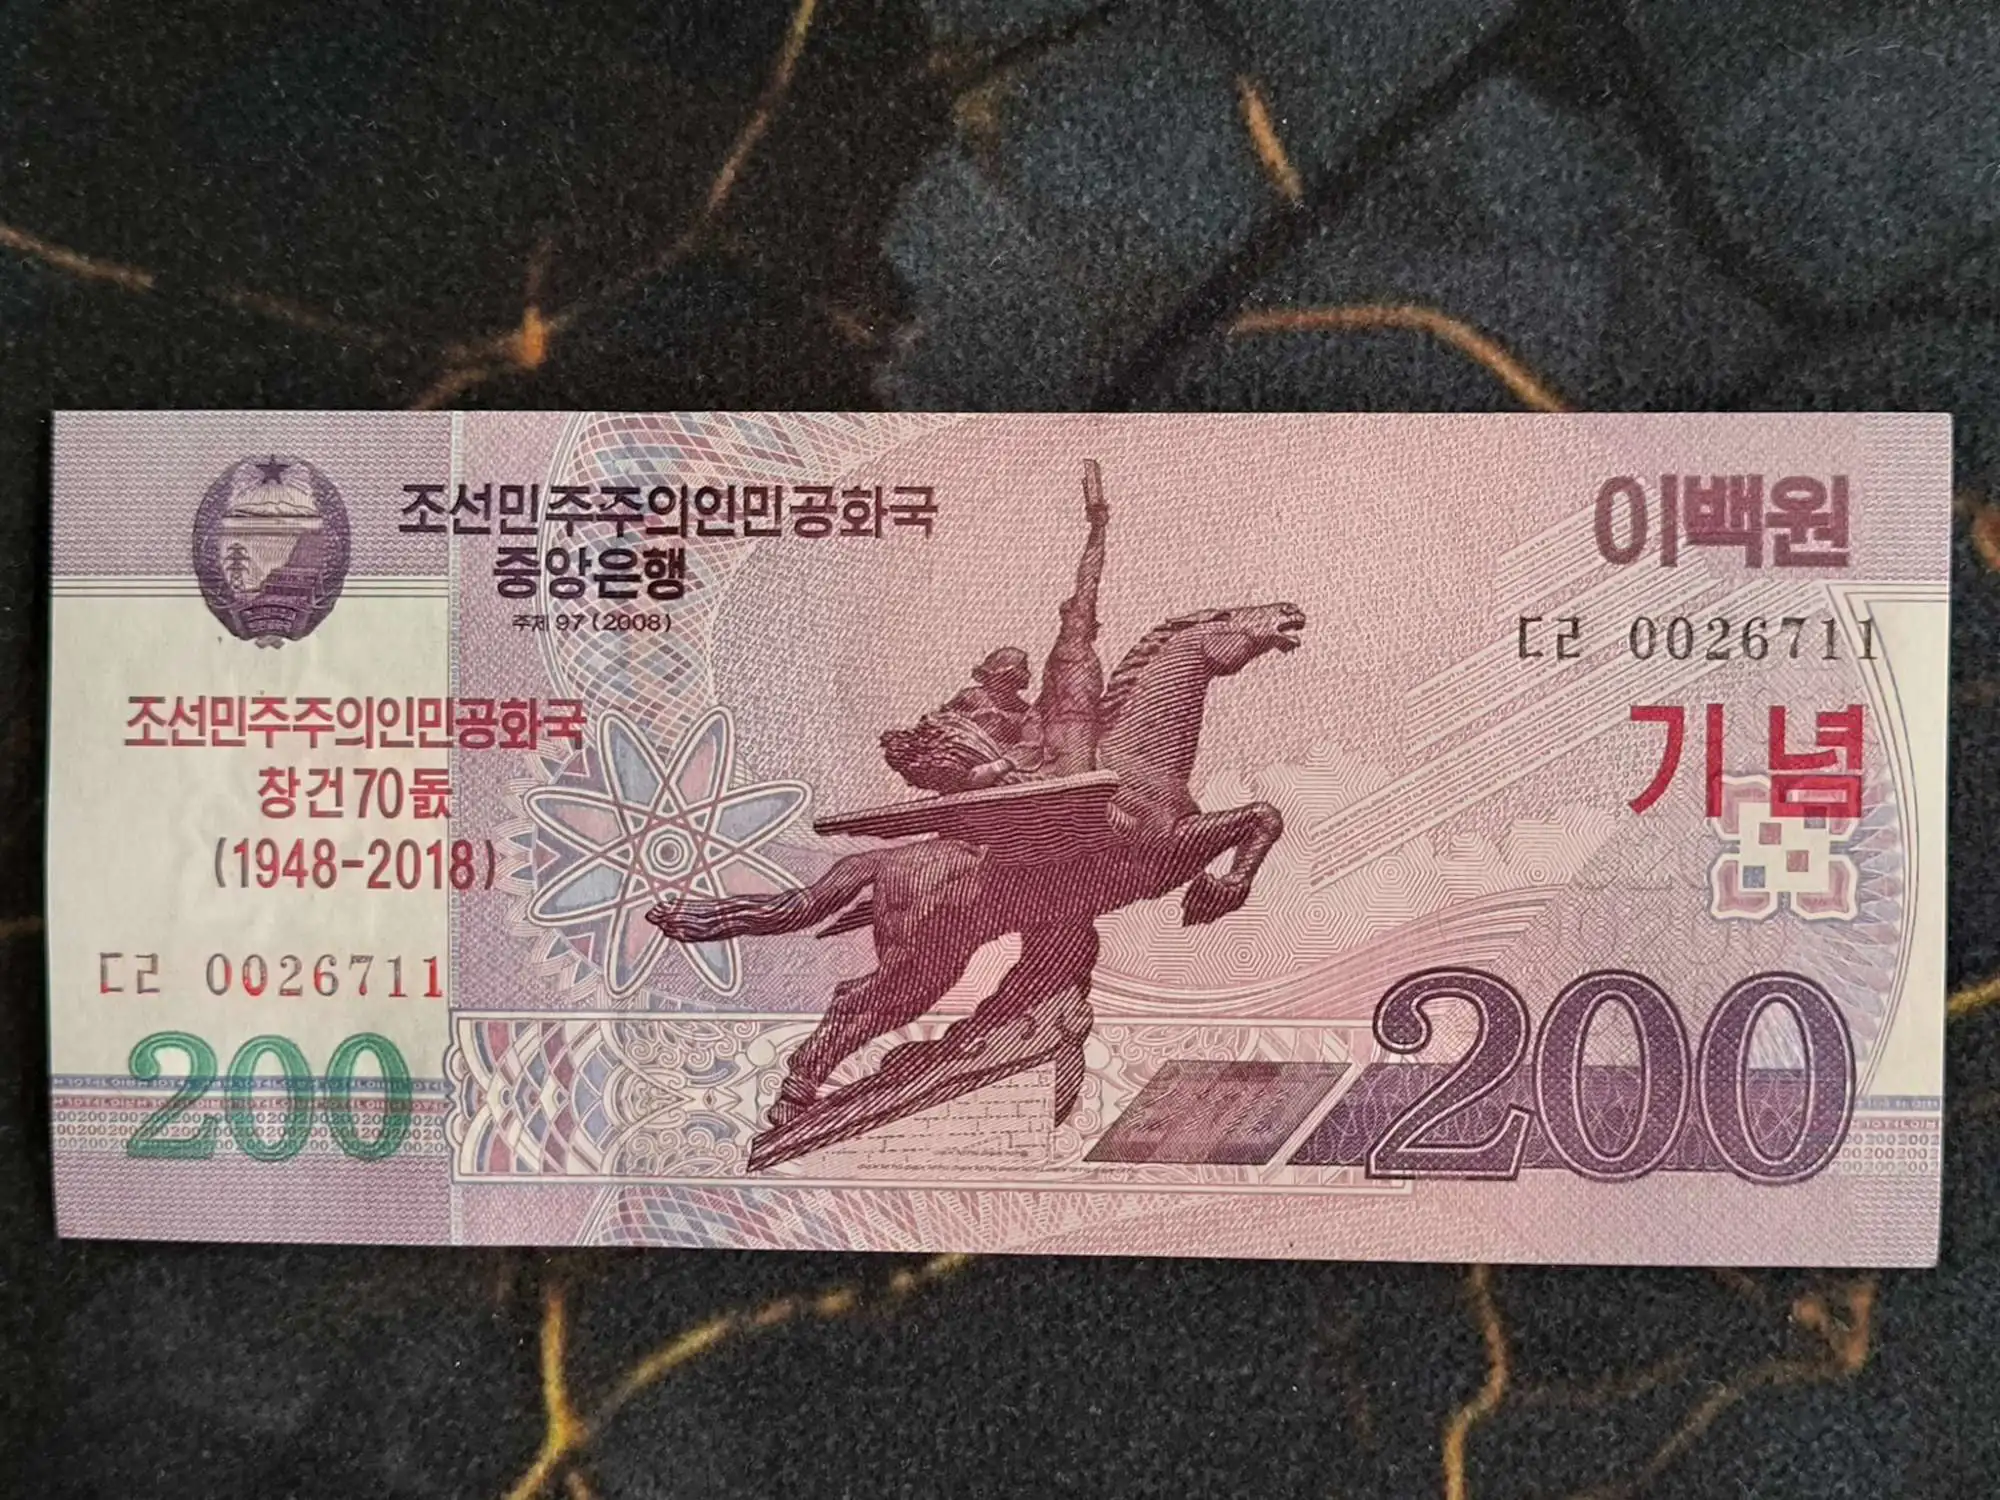 조선민주주의인민공화국
중앙은행
주체97(2008)
이백원
ㄷㄹ 0026711
조선민주주의인민공화국
창건70돐
(1948-2018)
기념
ㄷㄹ 0026711
200
200